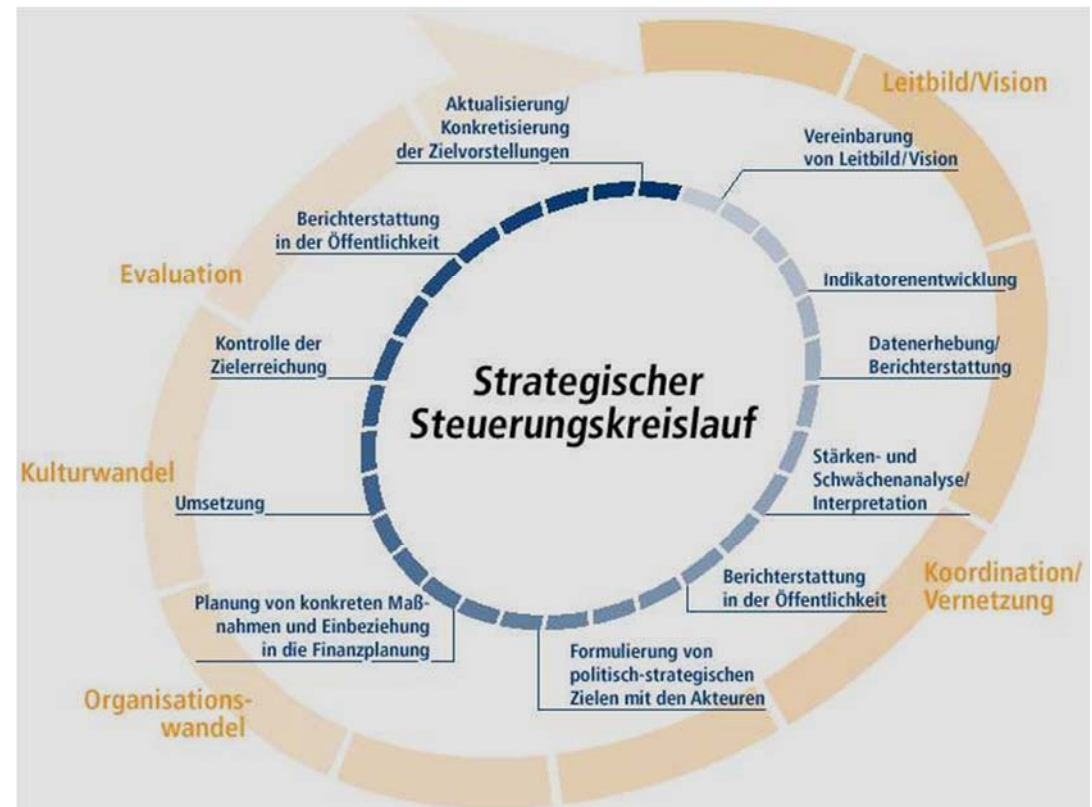 Leitbild/Vision
Aktualisierung/
Konkretisierung
der Zielvorstellungen
Vereinbarung
von Leitbild/Vision
Berichterstattung
in der Öffentlichkeit
Evaluation
Indikatorenentwicklung
Kontrolle der
Zielerreichung
Datenerhebung/
Berichterstattung
Strategischer
Steuerungskreislauf
Kulturwandel
Umsetzung
Stärken- und
Schwächenanalyse/
Interpretation
Koordination/
Vernetzung
Berichterstattung
in der Öffentlichkeit
Planung von konkreten Maß-
nahmen und Einbeziehung
in die Finanzplanung
Formulierung von
politisch-strategischen
Zielen mit den Akteuren
Organisations-
wandel